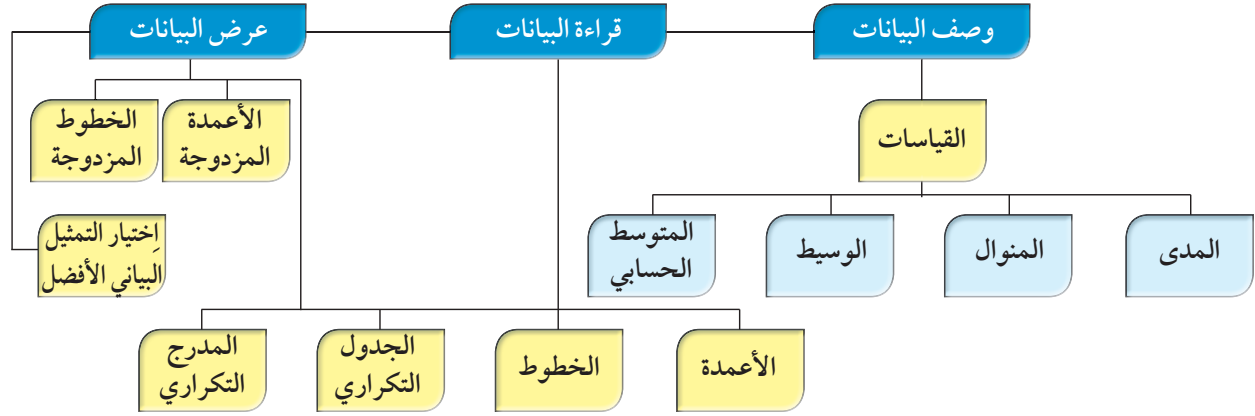 وصف البيانات
قراءة البيانات
عرض البيانات
القياسات
الأعمدة
المزدوجة
الخطوط
المزدوجة
المدى
المنوال
الوسيط
المتوسط
الحسابي
إختيار التمثيل
البياني الأفضل
الأعمدة
الخطوط
الجدول
التكراري
المدرج
التكراري